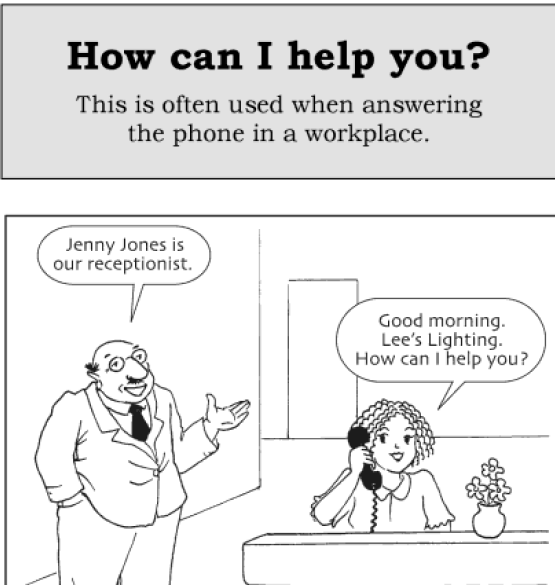 How can I help you?
This is often used when answering
the phone in a workplace.
Jenny Jones is
our receptionist.
Good morning.
Lee's Lighting.
How can I help you?